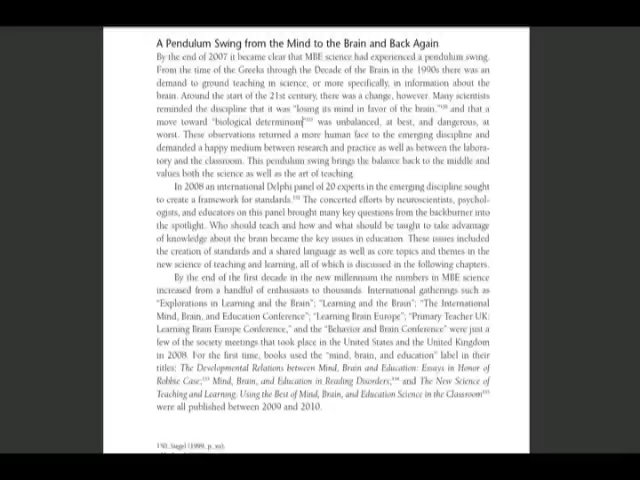 A Pendulum Swing from the Mind to the Brain and Back Again
By the end of 2007 it became clear that MBE science had experienced a pendulum swing.
From the time of the Greeks through the Decade of the Brain in the 1990s there was an
demand to ground teaching in science, or more specifically, in information about the
brain. Around the start of the 21st century, there was a change, however. Many scientists
reminded the discipline that it was "losing its mind in favor of the brain," and that a
move toward "biological determinism" was unbalanced, at best, and dangerous, at
worst. These observations returned a more human face to the emerging discipline and
demanded a happy medium between research and practice as well as between the labora-
tory and the classroom. This pendulum swing brings the balance back to the middle and
values both the science as well as the art of teaching.
In 2008 an international Delphi panel of 20 experts in the emerging discipline sought
to create a framework for standards. The concerted efforts by neuroscientists, psychol-
ogists, and educators on this panel brought many key questions from the backburner into
the spotlight. Who should teach and how and what should be taught to take advantage
of knowledge about the brain became the key issues in education. These issues included
the creation of standards and a shared language as well as core topics and themes in the
new science of teaching and learning, all of which is discussed in the following chapters.
By the end of the first decade in the new millennium the numbers in MBE science
increased from a handful of enthusiasts to thousands. International gatherings such as
"Explorations in Learning and the Brain"; "Learning and the Brain"; "The International
Mind, Brain, and Education Conference"; "Learning Brain Europe"; "Primary Teacher UK:
Learning Brain Europe Conference," and the "Behavior and Brain Conference" were just a
few of the society meetings that took place in the United States and the United Kingdom
in 2008. For the first time, books used the "mind, brain, and education" label in their
titles: The Developmental Relations between Mind, Brain and Education: Essays in Honor of
Robbie Case; Mind, Brain, and Education in Reading Disorders; and The New Science of
Teaching and Learning: Using the Best of Mind, Brain, and Education Science in the Classroom
were all published between 2009 and 2010.
150. Siegel (1999, p. xii).